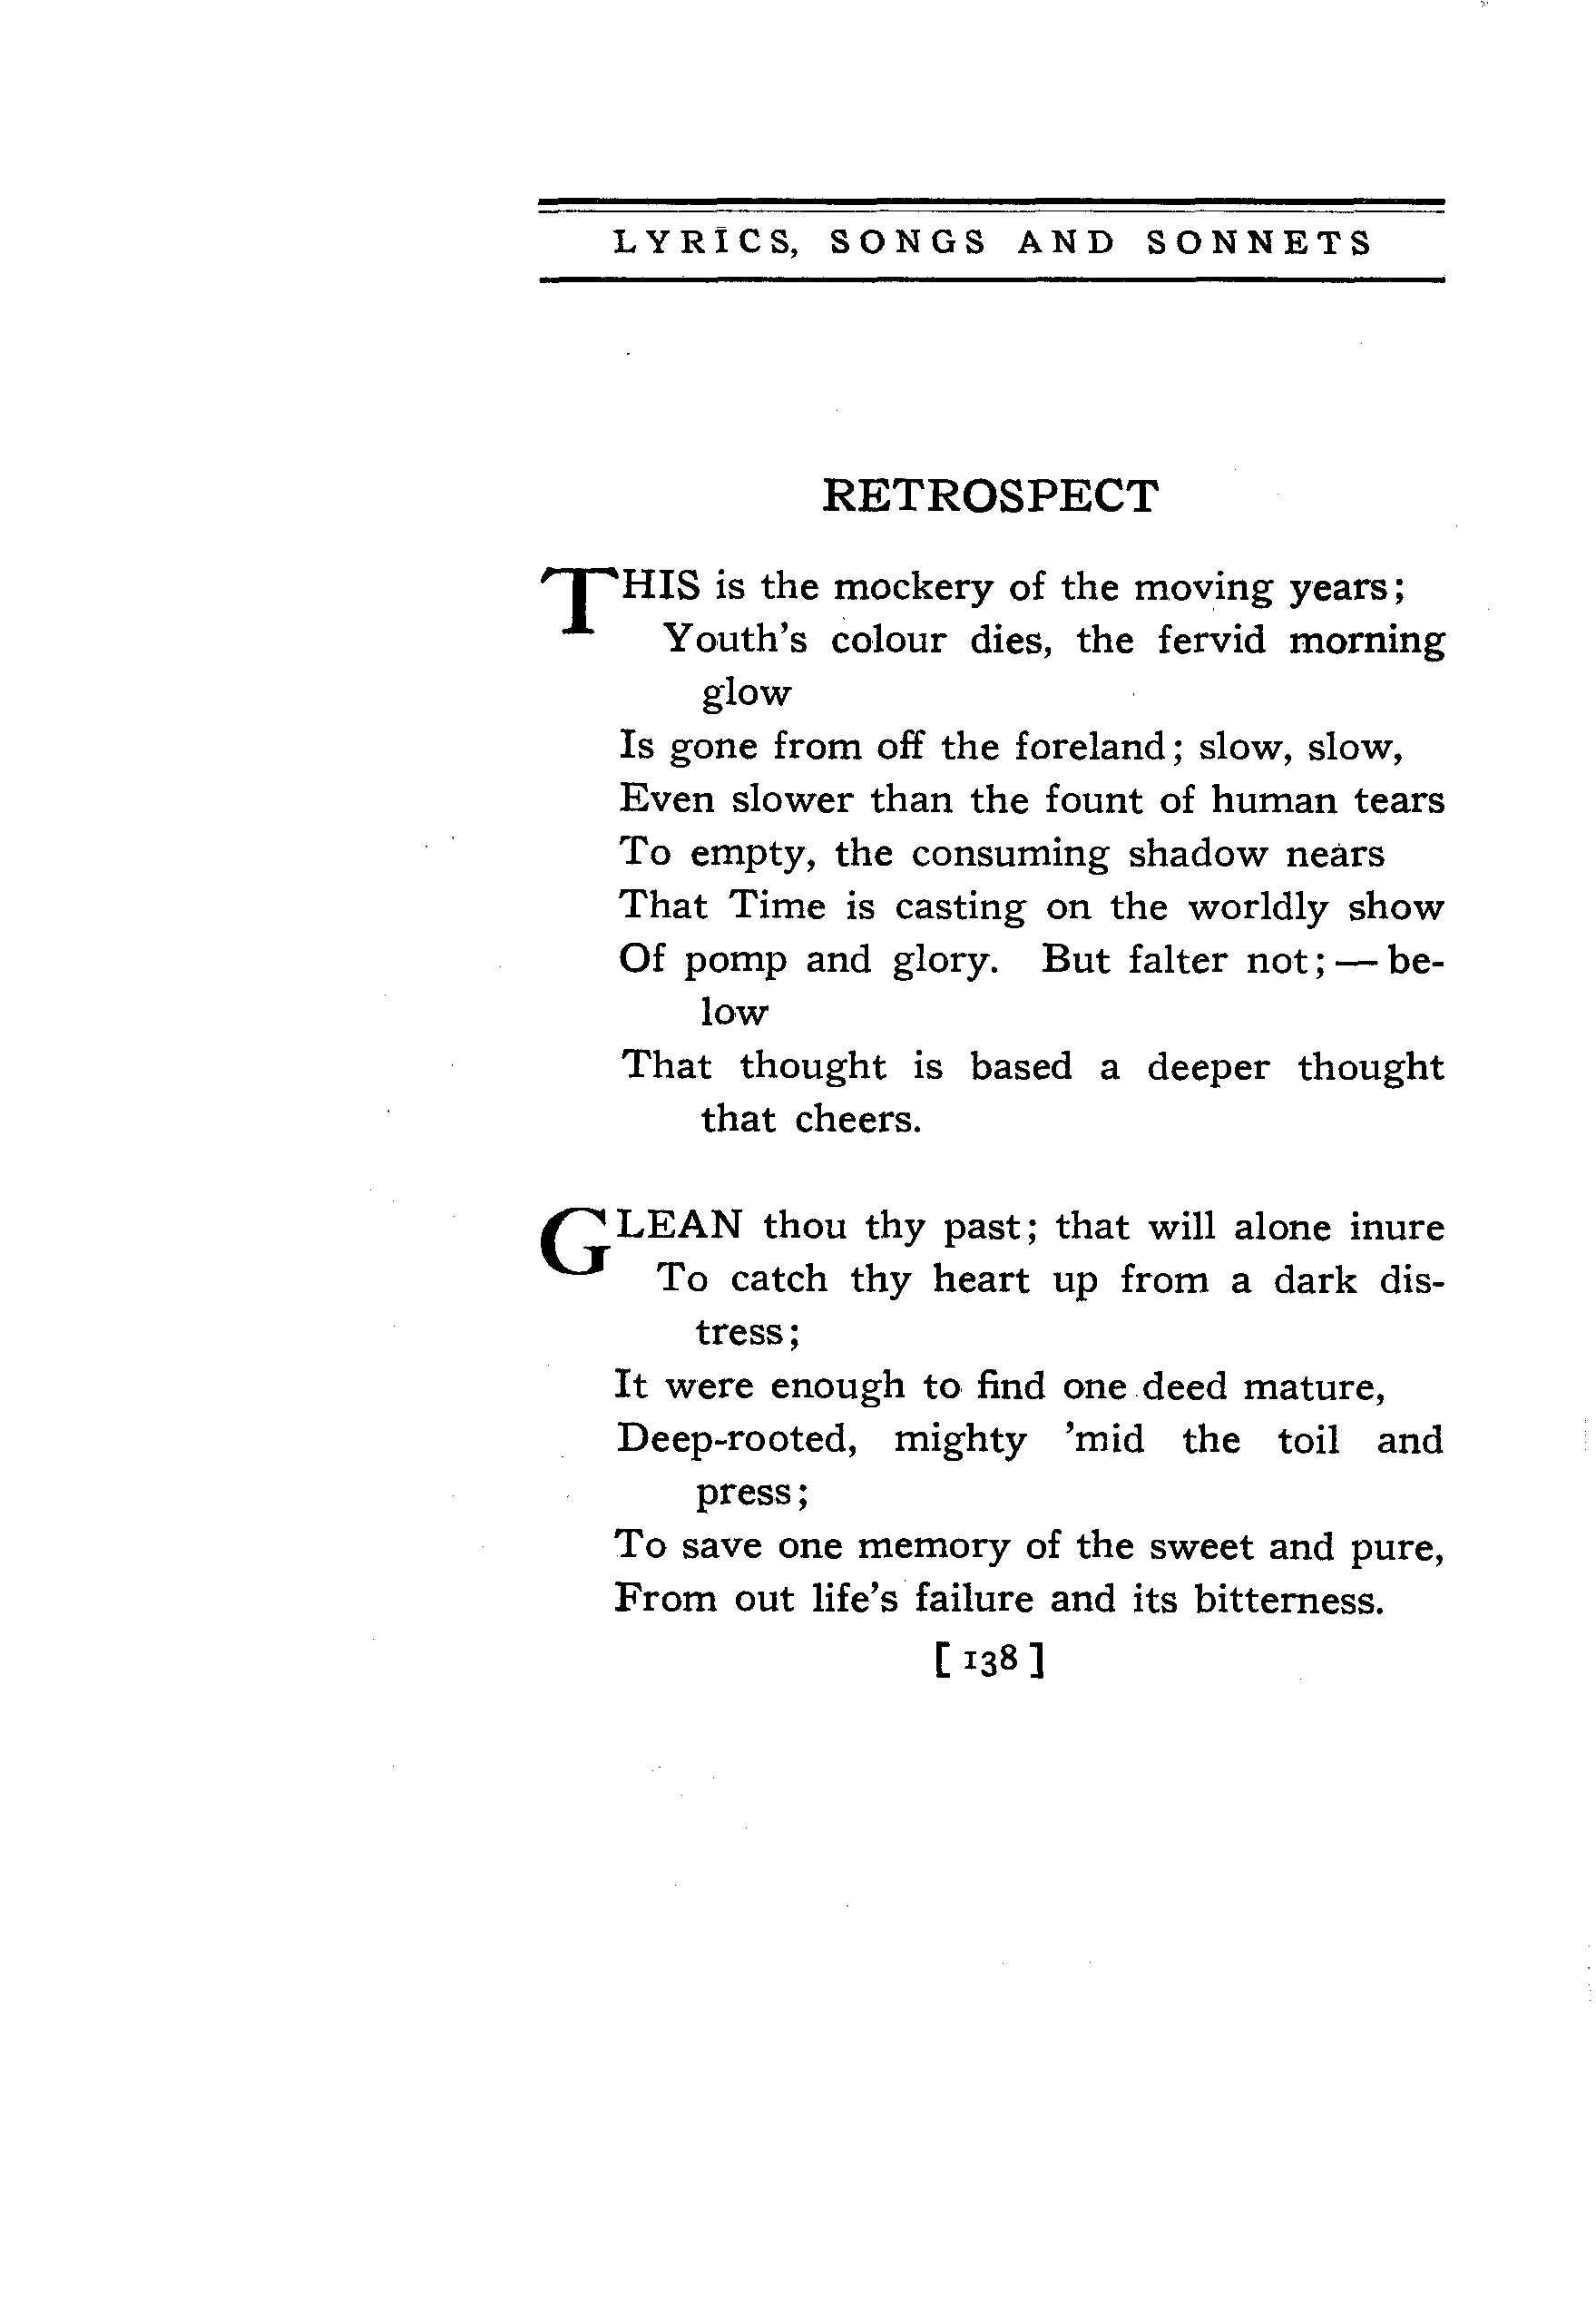 LYRICS, SONGS AND SONNETS
RETROSPECT
THIS is the mockery of the moving years;
Youth's colour dies, the fervid morning
glow
Is gone from off the foreland; slow, slow,
Even slower than the fount of human tears
To empty, the consuming shadow nears
That Time is casting on the worldly show
Of pomp and glory. But falter not; — be-
low
That thought is based a deeper thought
that cheers.
GLEAN thou thy past; that will alone inure
To catch thy heart up from a dark dis-
tress;
It were enough to find one deed mature,
Deep-rooted, mighty 'mid the toil and
press;
To save one memory of the sweet and pure,
From out life's failure and its bitterness.
[ 138 ]